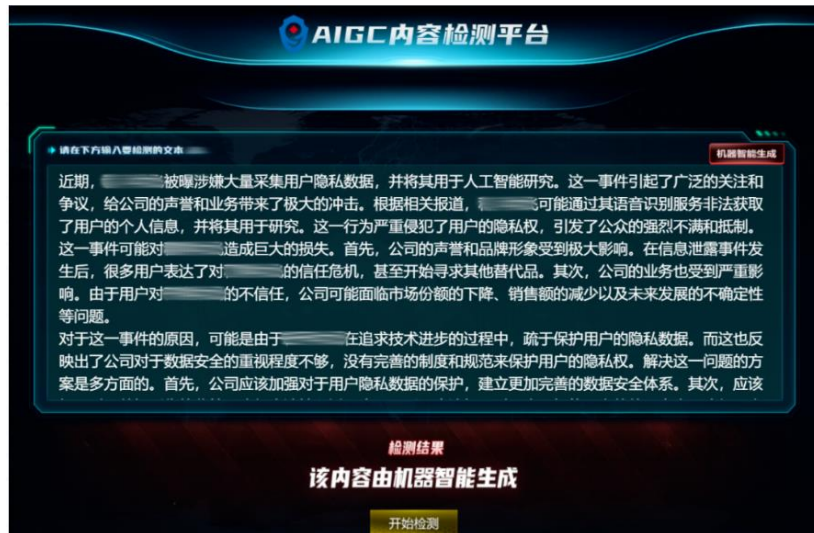 AIGC内容检测平台
请在下方输入要检测的文本
机器智能生成
近期，被曝涉嫌大量采集用户隐私数据，并将其用于人工智能研究。这一事件引起了广泛的关注和
争议，给公司的声誉和业务带来了极大的冲击。根据相关报道，可能通过其语音识别服务非法获取
了用户的个人信息，并将其用于研究。这一行为严重侵犯了用户的隐私权，引发了公众的强烈不满和抵制。
这一事件可能对造成巨大的损失。首先，公司的声誉和品牌形象受到极大影响。在信息泄露事件发
生后，很多用户表达了对的信任危机，甚至开始寻求其他替代品。其次，公司的业务也受到严重影
响。由于用户对的不信任，公司可能面临市场份额的下降、销售额的减少以及未来发展的不确定性
等问题。
对于这一事件的原因，可能是由于在追求技术进步的过程中，疏于保护用户的隐私数据。而这也反
映出了公司对于数据安全的重视程度不够，没有完善的制度和规范来保护用户的隐私权。解决这一问题的方
案是多方面的。首先，公司应该加强对于用户隐私数据的保护，建立更加完善的数据安全体系。其次，应该
检测结果
该内容由机器智能生成
开始检测